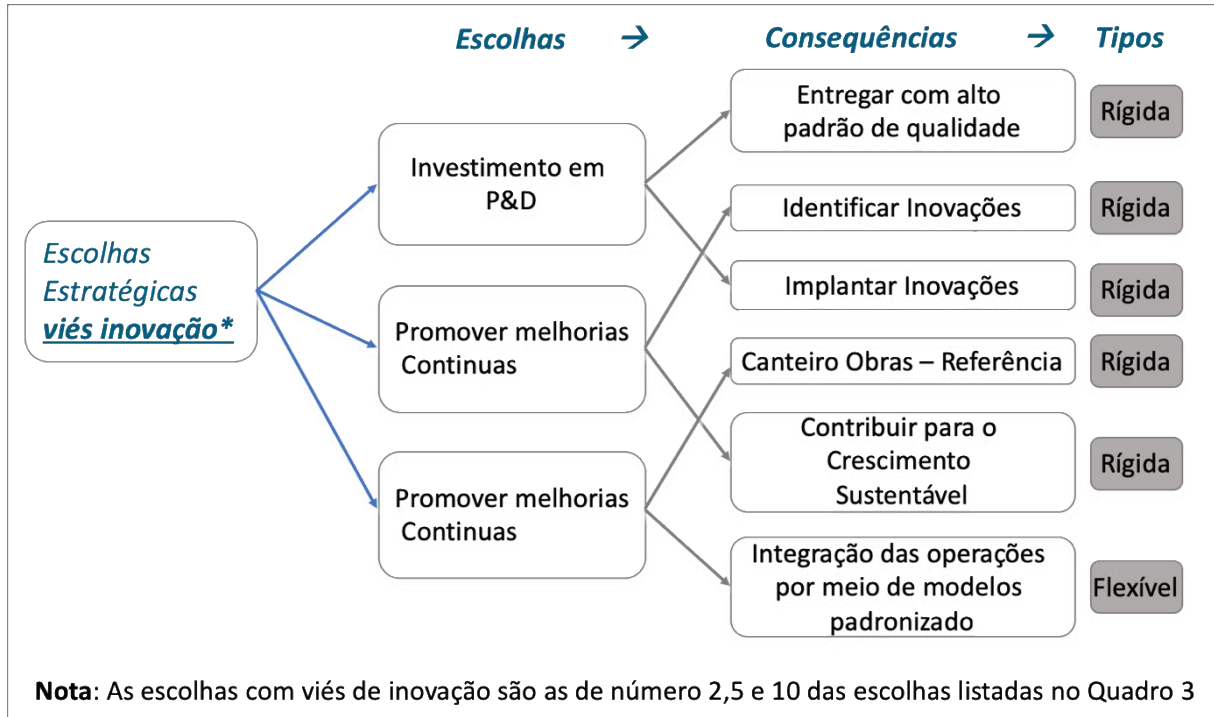 Escolhas → Consequências → Tipos
Escolhas
Estratégicas
viés inovação*
Investimento em
P&D
Promover melhorias
Continuas
Promover melhorias
Continuas
Entregar com alto
padrão de qualidade
Rígida
Identificar Inovações
Rígida
Implantar Inovações
Rígida
Canteiro Obras – Referência
Rígida
Contribuir para o
Crescimento
Sustentável
Rígida
Integração das operações
por meio de modelos
padronizado
Flexível
Nota: As escolhas com viés de inovação são as de número 2,5 e 10 das escolhas listadas no Quadro 3